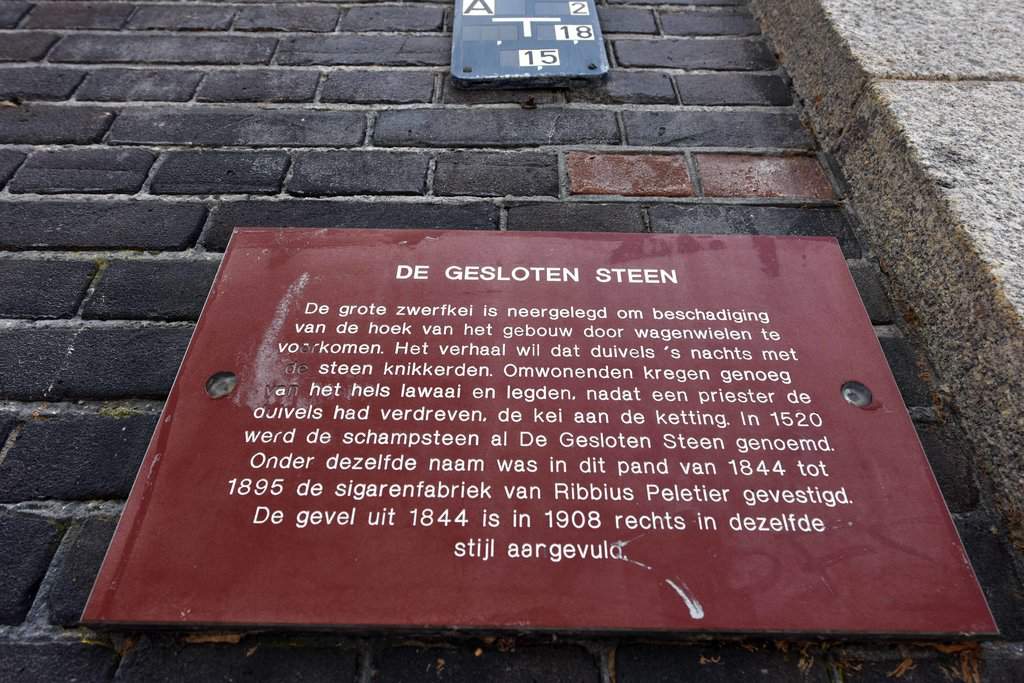 A 2
18
15
DE GESLOTEN STEEN
De grote zwerfkei is neergelegd om beschadiging
van de hoek van het gebouw door wagenwielen te
voorkomen. Het verhaal wil dat duivels 's nachts met
de steen knikkerden. Omwonenden kregen genoeg
van het hels lawaai en legden, nadat een priester de
duivels had verdreven, de kei aan de ketting. In 1520
werd de schampsteen al De Gesloten Steen genoemd.
Onder dezelfde naam was in dit pand van 1844 tot
1895 de sigarenfabriek van Ribbius Peletier gevestigd.
De gevel uit 1844 is in 1908 rechts in dezelfde
stijl aangevuld.